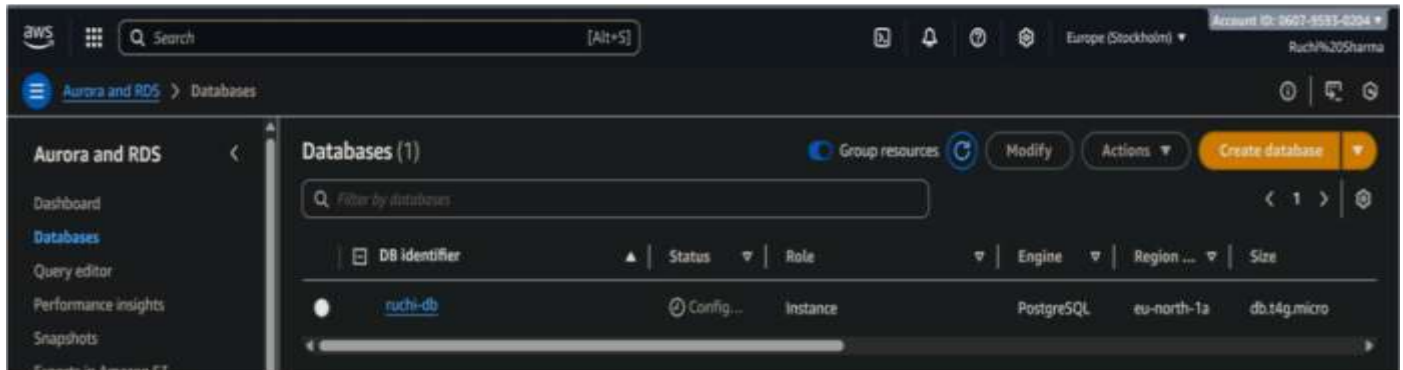 aws Search [Alt+S] Europe (Stockholm) Account ID: 0607-9593-0204
Ruchi%20Sharma
Aurora and RDS > Databases
Aurora and RDS
Databases (1)
Group resources
Modify
Actions
Create database
Filter by databases
1
Dashboard
Databases
Query editor
Performance insights
Snapshots
DB identifier Status Role Engine Region ... Size
ruchi-db Config... Instance PostgreSQL eu-north-1a db.t4g.micro